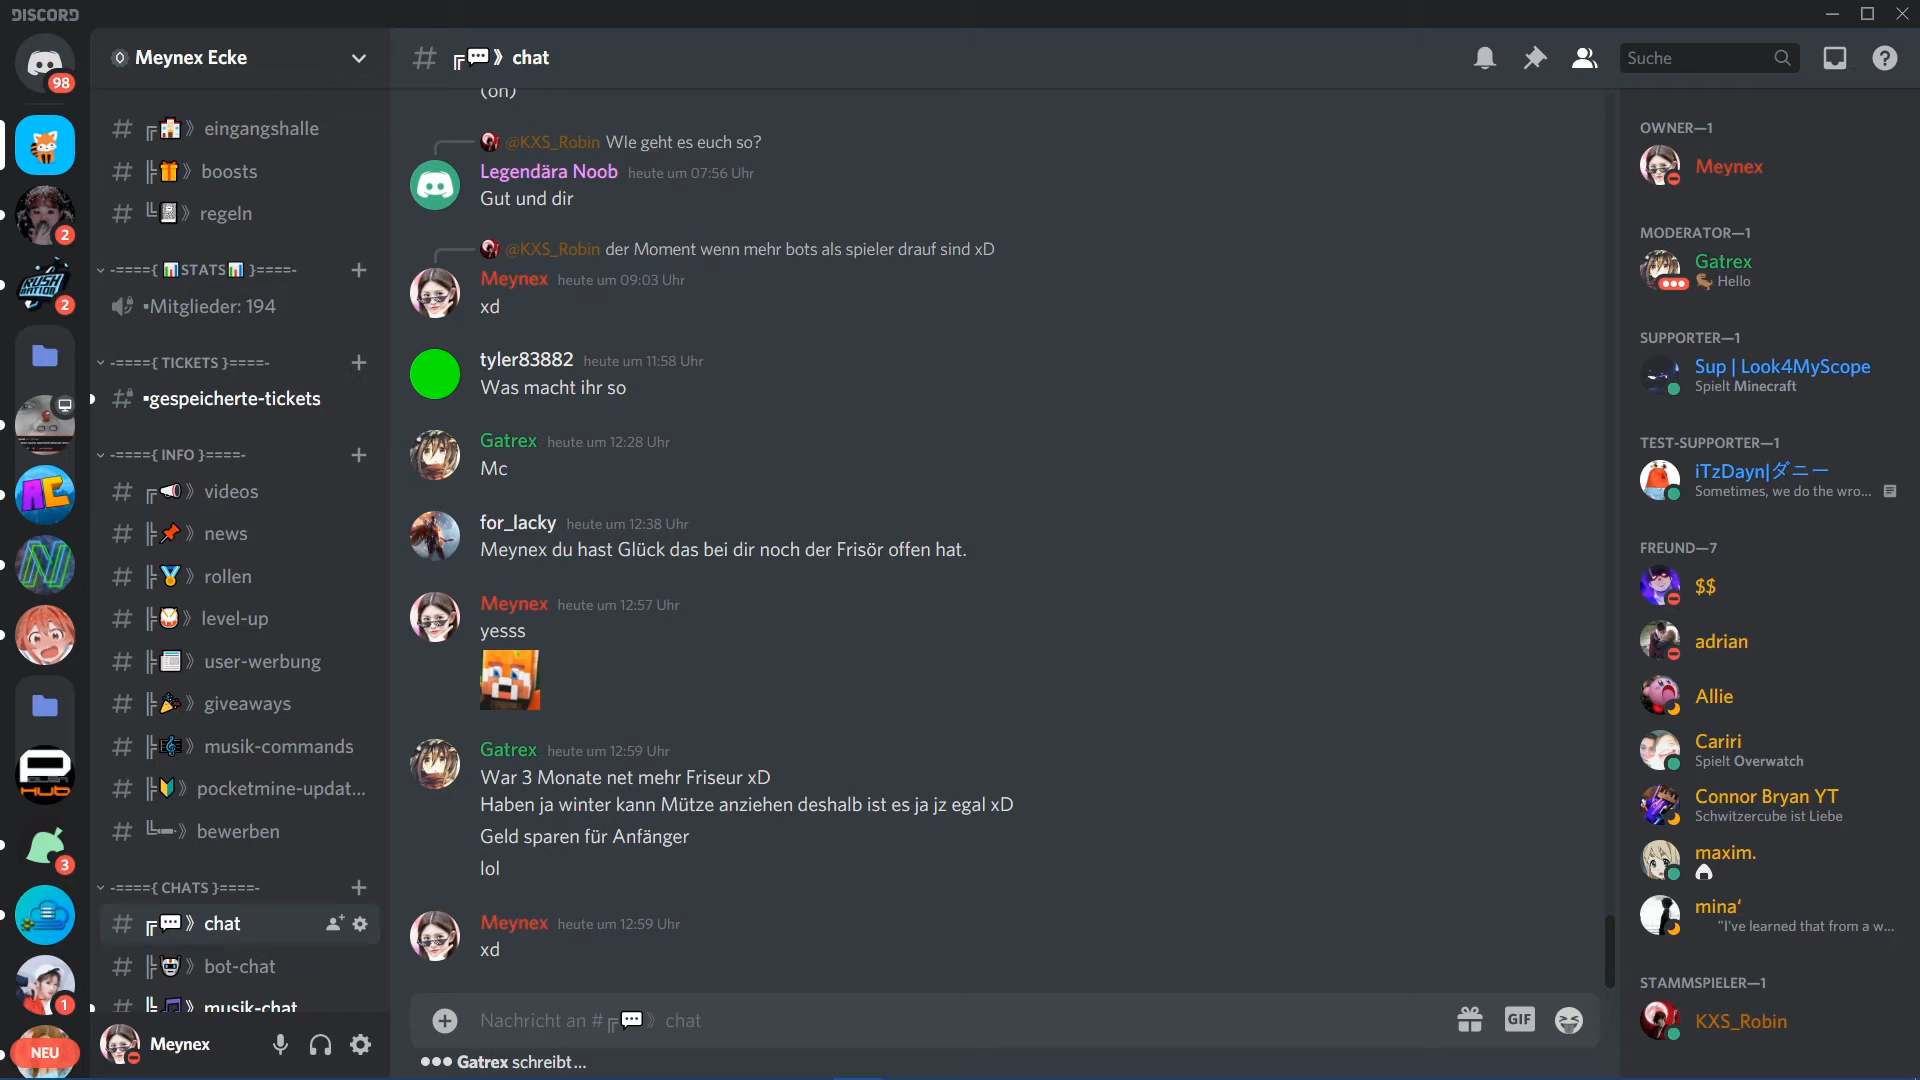 DISCORD
Meynex Ecke
98
2
2
3
1
NEU
eingangshalle
boosts
regeln
-===={ 📊STATS📊 }====-
▪Mitglieder: 194
-===={ TICKETS }====-
▪gespeicherte-tickets
-===={ INFO }====-
videos
news
rollen
level-up
user-werbung
giveaways
musik-commands
pocketmine-updat...
bewerben
-===={ CHATS }====-
chat
bot-chat
musik-chat
Meynex
# ╔💬》chat
Suche
(on)
@KXS_Robin WIe geht es euch so?
Legendära Noob heute um 07:56 Uhr
Gut und dir
@KXS_Robin der Moment wenn mehr bots als spieler drauf sind xD
Meynex heute um 09:03 Uhr
xd
tyler83882 heute um 11:58 Uhr
Was macht ihr so
Gatrex heute um 12:28 Uhr
Mc
for_lacky heute um 12:38 Uhr
Meynex du hast Glück das bei dir noch der Frisör offen hat.
Meynex heute um 12:57 Uhr
yesss
Gatrex heute um 12:59 Uhr
War 3 Monate net mehr Friseur xD
Haben ja winter kann Mütze anziehen deshalb ist es ja jz egal xD
Geld sparen für Anfänger
lol
Meynex heute um 12:59 Uhr
xd
Nachricht an #╔💬》chat
GIF
Gatrex schreibt...
OWNER—1
Meynex
MODERATOR—1
Gatrex
🦫 Hello
SUPPORTER—1
Sup | Look4MyScope
Spielt Minecraft
TEST-SUPPORTER—1
iTzDayn|ダニー
Sometimes, we do the wro...
FREUND—7
$$
adrian
Allie
Cariri
Spielt Overwatch
Connor Bryan YT
Schwitzercube ist Liebe
maxim.
🍙
mina‘
"I've learned that from a w...
STAMMSPIELER—1
KXS_Robin